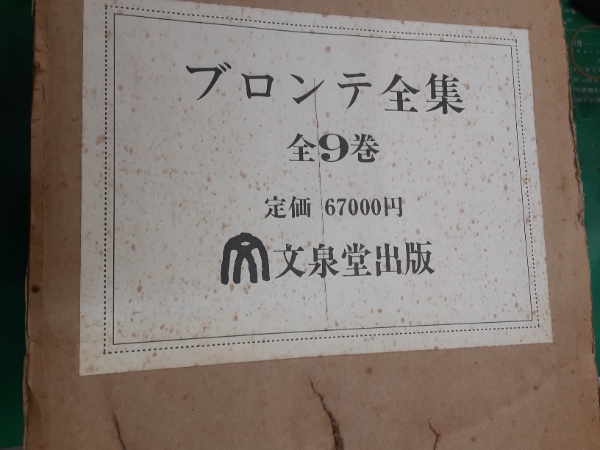 ブロンテ全集
全9巻
定価 67000円
文泉堂出版